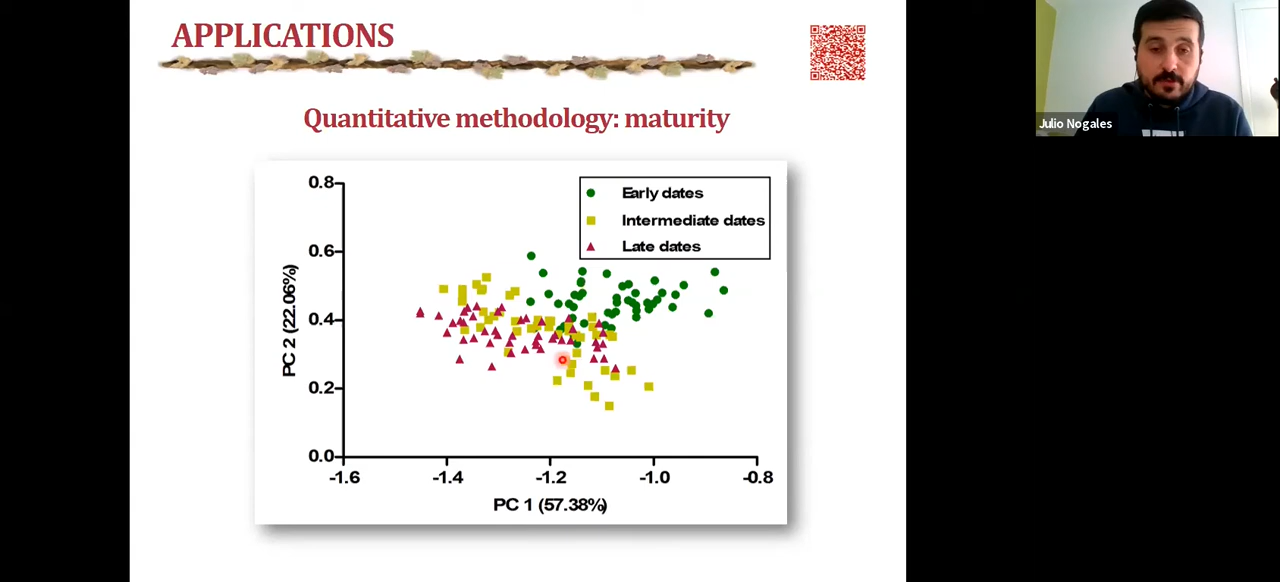 APPLICATIONS
Quantitative methodology: maturity
Early dates
Intermediate dates
Late dates
0.8
0.6
0.4
0.2
0.0
PC 2 (22.06%)
-1.6
-1.4
-1.2
-1.0
-0.8
PC 1 (57.38%)
Julio Nogales